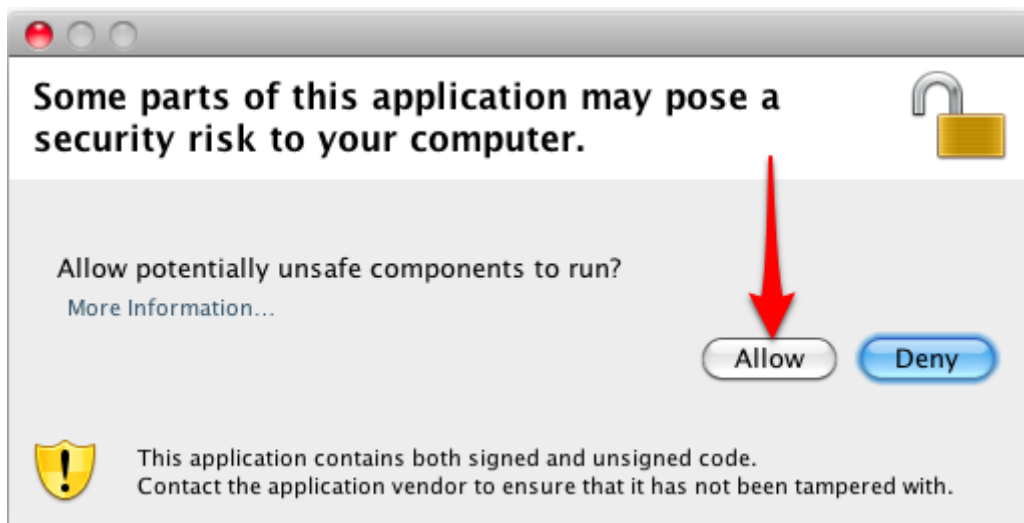 Some parts of this application may pose a
security risk to your computer.
Allow potentially unsafe components to run?
More Information...
Allow
Deny
This application contains both signed and unsigned code.
Contact the application vendor to ensure that it has not been tampered with.